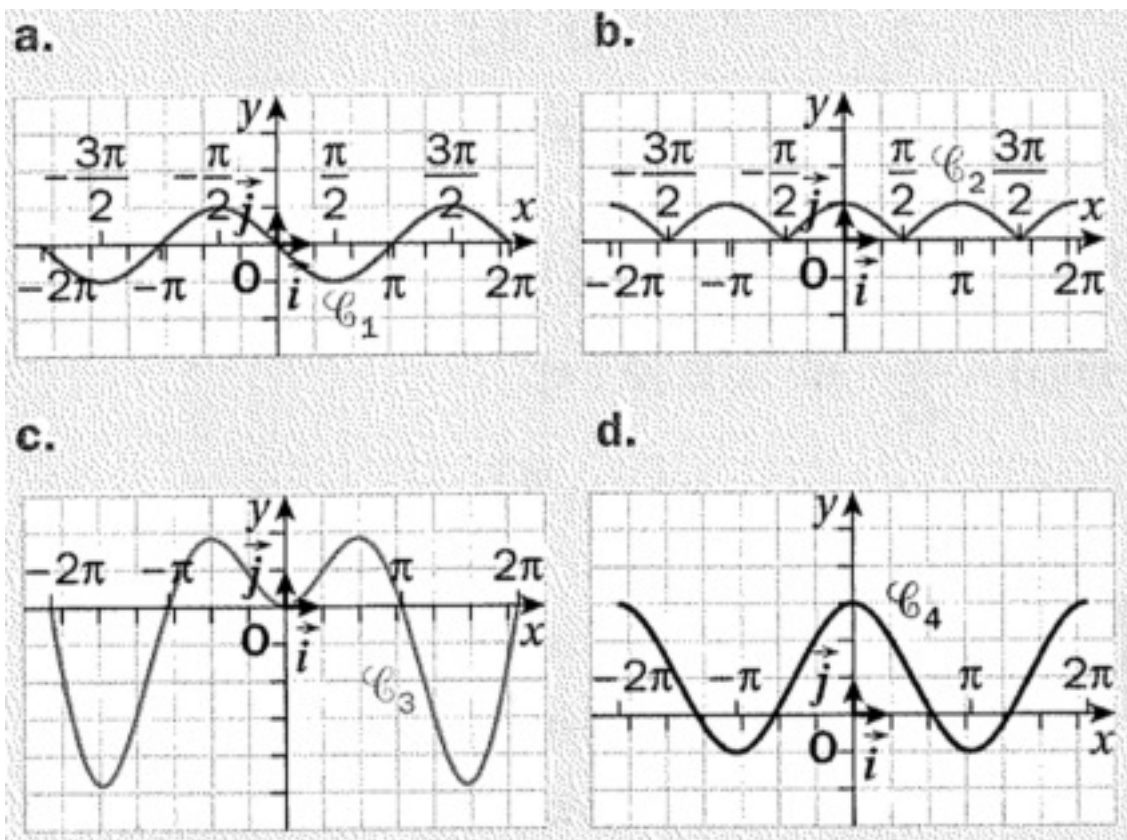 a.
y
-3π/2 -π/2 π/2 3π/2
j x
-2π -π 0 i π 2π
𝒞1
b.
y
-3π/2 -π/2 π/2 𝒞2 3π/2
j x
-2π -π 0 i π 2π
c.
y
-2π -π j π 2π
0 i x
𝒞3
d.
y
𝒞4
-2π -π j π 2π
0 i x